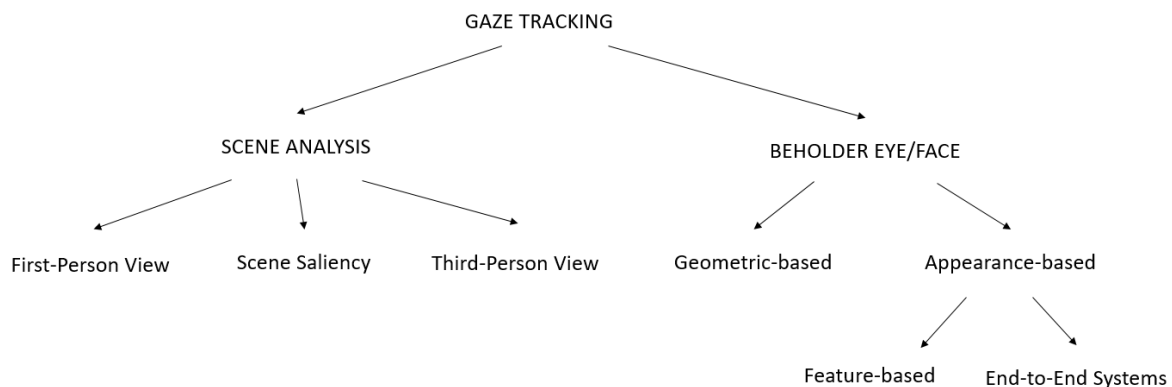 GAZE TRACKING
SCENE ANALYSIS
BEHOLDER EYE/FACE
First-Person View
Scene Saliency
Third-Person View
Geometric-based
Appearance-based
Feature-based
End-to-End Systems